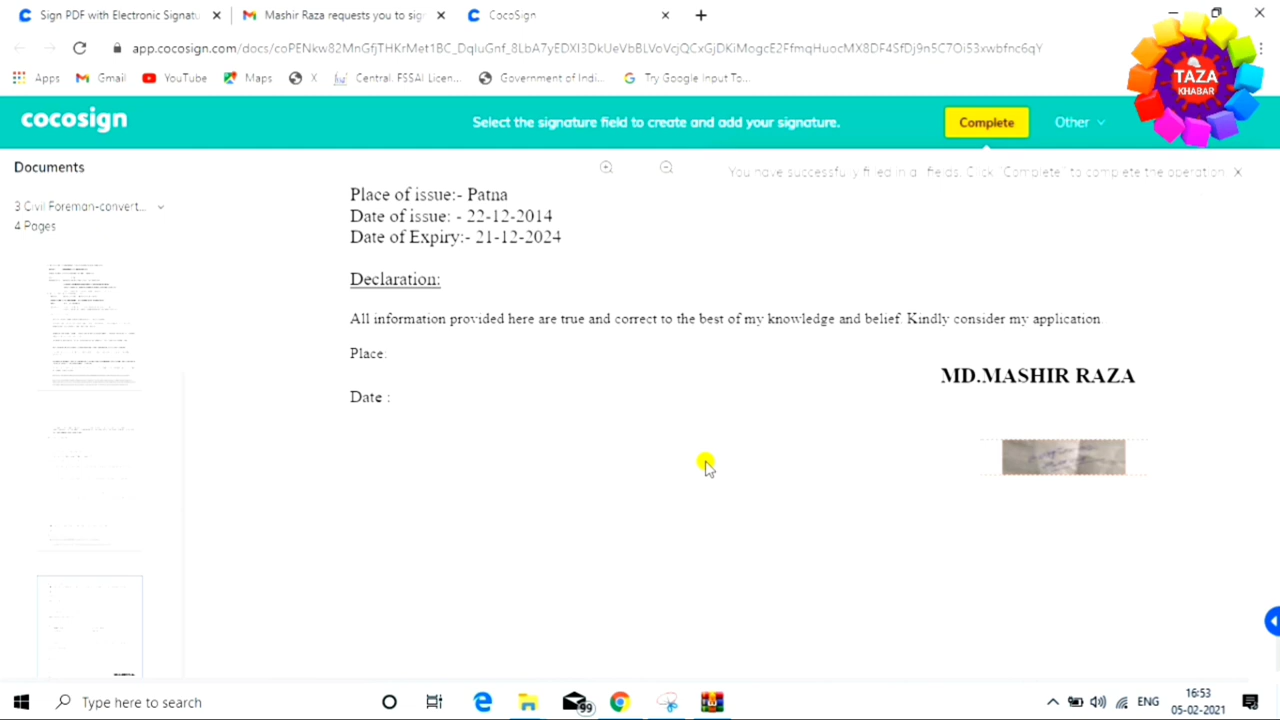 Sign PDF with Electronic Signatu
Mashir Raza requests you to sig
CocoSign
app.cocosign.com/docs/coPENkw82MnGfjTHKrMet1BC_DqluGnf_8LbA7yEDXI3DkUeVbBLVoVcjQCxGjDKiMogcE2FfmqHuocMX8DF4SfDj9n5C7Oi53xwbfnc6qY
Apps
Gmail
YouTube
Maps
X
Central. FSSAI Licen...
Government of Indi...
Try Google Input To...
TAZA
KHABAR
cocosign
Select the signature field to create and add your signature.
Complete
Other
Documents
You have successfully filled in all fields. Click "Complete" to complete the operation
3 Civil Foreman-convert...
4 Pages
Place of issue:- Patna
Date of issue: - 22-12-2014
Date of Expiry:- 21-12-2024
Declaration:
All information provided here are true and correct to the best of my knowledge and belief. Kindly consider my application
Place:
MD.MASHIR RAZA
Date :
Type here to search
99
ENG
16:53
05-02-2021